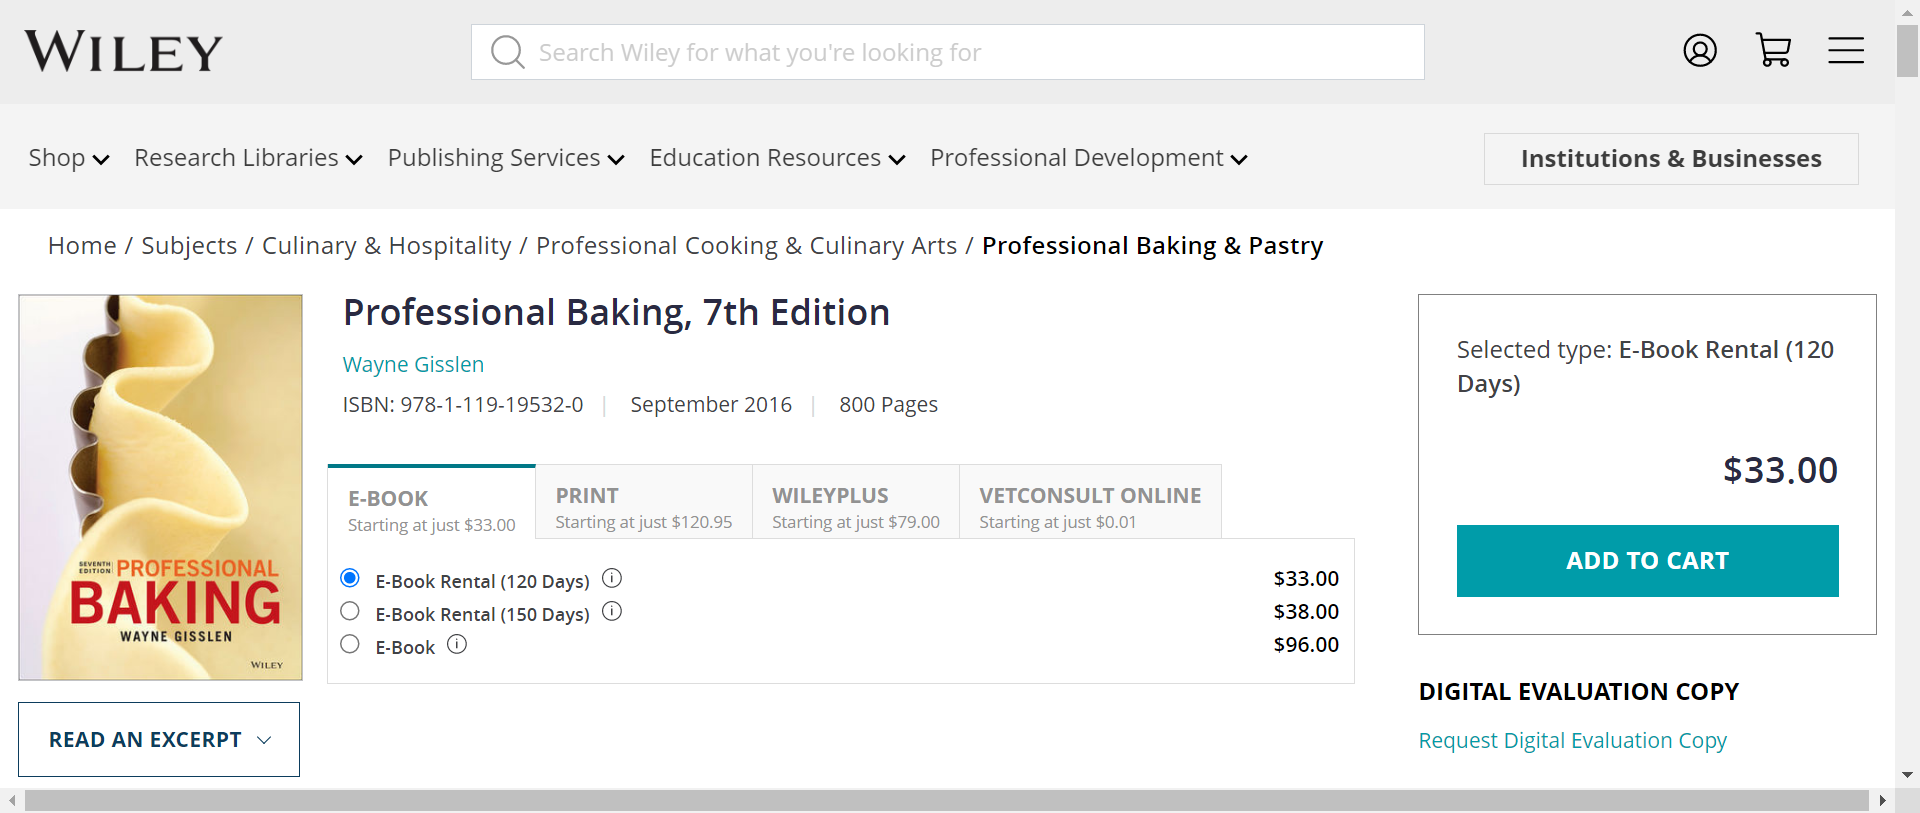 WILEY
Search Wiley for what you're looking for
Shop
Research Libraries
Publishing Services
Education Resources
Professional Development
Institutions & Businesses
Home / Subjects / Culinary & Hospitality / Professional Cooking & Culinary Arts / Professional Baking & Pastry
SEVENTH EDITION PROFESSIONAL
BAKING
WAYNE GISSLEN
WILEY
READ AN EXCERPT
Professional Baking, 7th Edition
Wayne Gisslen
ISBN: 978-1-119-19532-0 | September 2016 | 800 Pages
E-BOOK
Starting at just $33.00
PRINT
Starting at just $120.95
WILEYPLUS
Starting at just $79.00
VETCONSULT ONLINE
Starting at just $0.01
E-Book Rental (120 Days) $33.00
E-Book Rental (150 Days) $38.00
E-Book $96.00
Selected type: E-Book Rental (120
Days)
$33.00
ADD TO CART
DIGITAL EVALUATION COPY
Request Digital Evaluation Copy